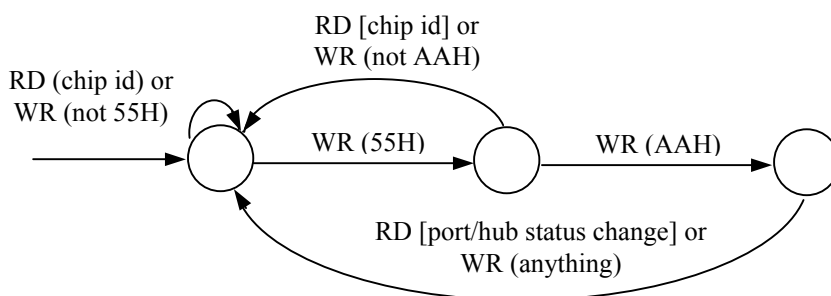 RD [chip id] or
WR (not AAH)
RD (chip id) or
WR (not 55H)
WR (55H)
WR (AAH)
RD [port/hub status change] or
WR (anything)